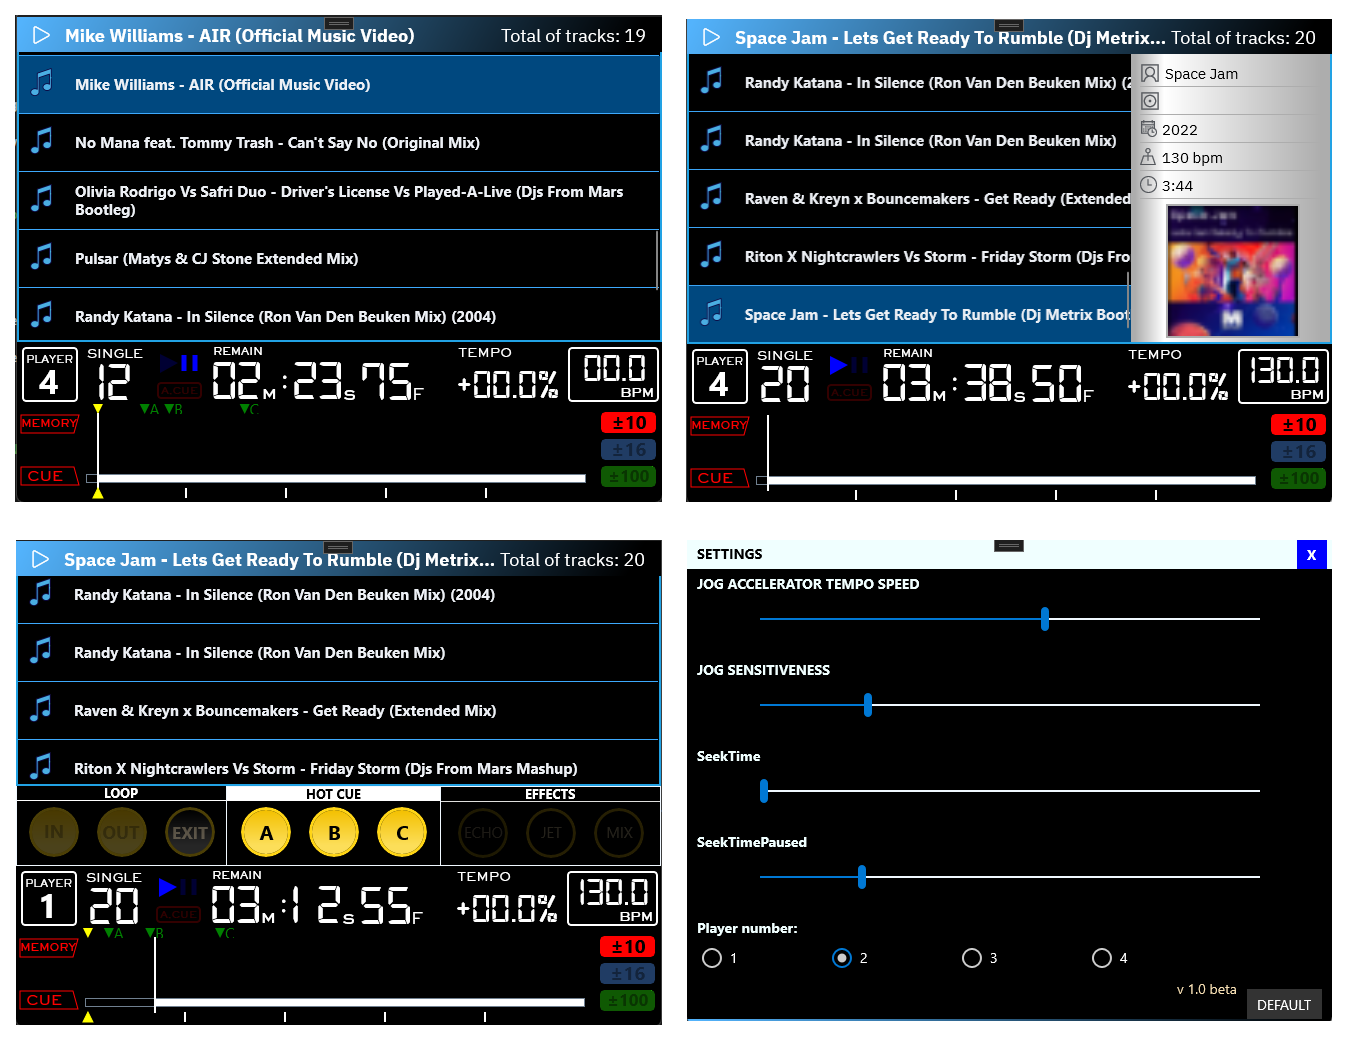 Mike Williams - AIR (Official Music Video) Total of tracks: 19
Mike Williams - AIR (Official Music Video)
No Mana feat. Tommy Trash - Can't Say No (Original Mix)
Olivia Rodrigo Vs Safri Duo - Driver's License Vs Played-A-Live (Djs From Mars
Bootleg)
Pulsar (Matys & CJ Stone Extended Mix)
Randy Katana - In Silence (Ron Van Den Beuken Mix) (2004)
PLAYER
4
SINGLE
12
A.CUE
REMAIN
02M:23S 75F
TEMPO
+00.0%
00.0
BPM
A B C
MEMORY
CUE
±10
±16
±100
Space Jam - Lets Get Ready To Rumble (Dj Metrix... Total of tracks: 20
Randy Katana - In Silence (Ron Van Den Beuken Mix) (2
Randy Katana - In Silence (Ron Van Den Beuken Mix)
Raven & Kreyn x Bouncemakers - Get Ready (Extended
Riton X Nightcrawlers Vs Storm - Friday Storm (Djs Fro
Space Jam - Lets Get Ready To Rumble (Dj Metrix Boot
Space Jam
2022
130 bpm
3:44
Space Jam
Lets Get Ready To Rumble
M
PLAYER
4
SINGLE
20
A.CUE
REMAIN
03M:38S 50F
TEMPO
+00.0%
130.0
BPM
MEMORY
CUE
±10
±16
±100
Space Jam - Lets Get Ready To Rumble (Dj Metrix... Total of tracks: 20
Randy Katana - In Silence (Ron Van Den Beuken Mix) (2004)
Randy Katana - In Silence (Ron Van Den Beuken Mix)
Raven & Kreyn x Bouncemakers - Get Ready (Extended Mix)
Riton X Nightcrawlers Vs Storm - Friday Storm (Djs From Mars Mashup)
LOOP HOT CUE EFFECTS
IN OUT EXIT A B C ECHO JET MIX
PLAYER
1
SINGLE
20
A.CUE
REMAIN
03M:12S 55F
TEMPO
+00.0%
130.0
BPM
A B C
MEMORY
CUE
±10
±16
±100
SETTINGS X
JOG ACCELERATOR TEMPO SPEED
JOG SENSITIVENESS
SeekTime
SeekTimePaused
Player number:
1 2 3 4
v 1.0 beta
DEFAULT